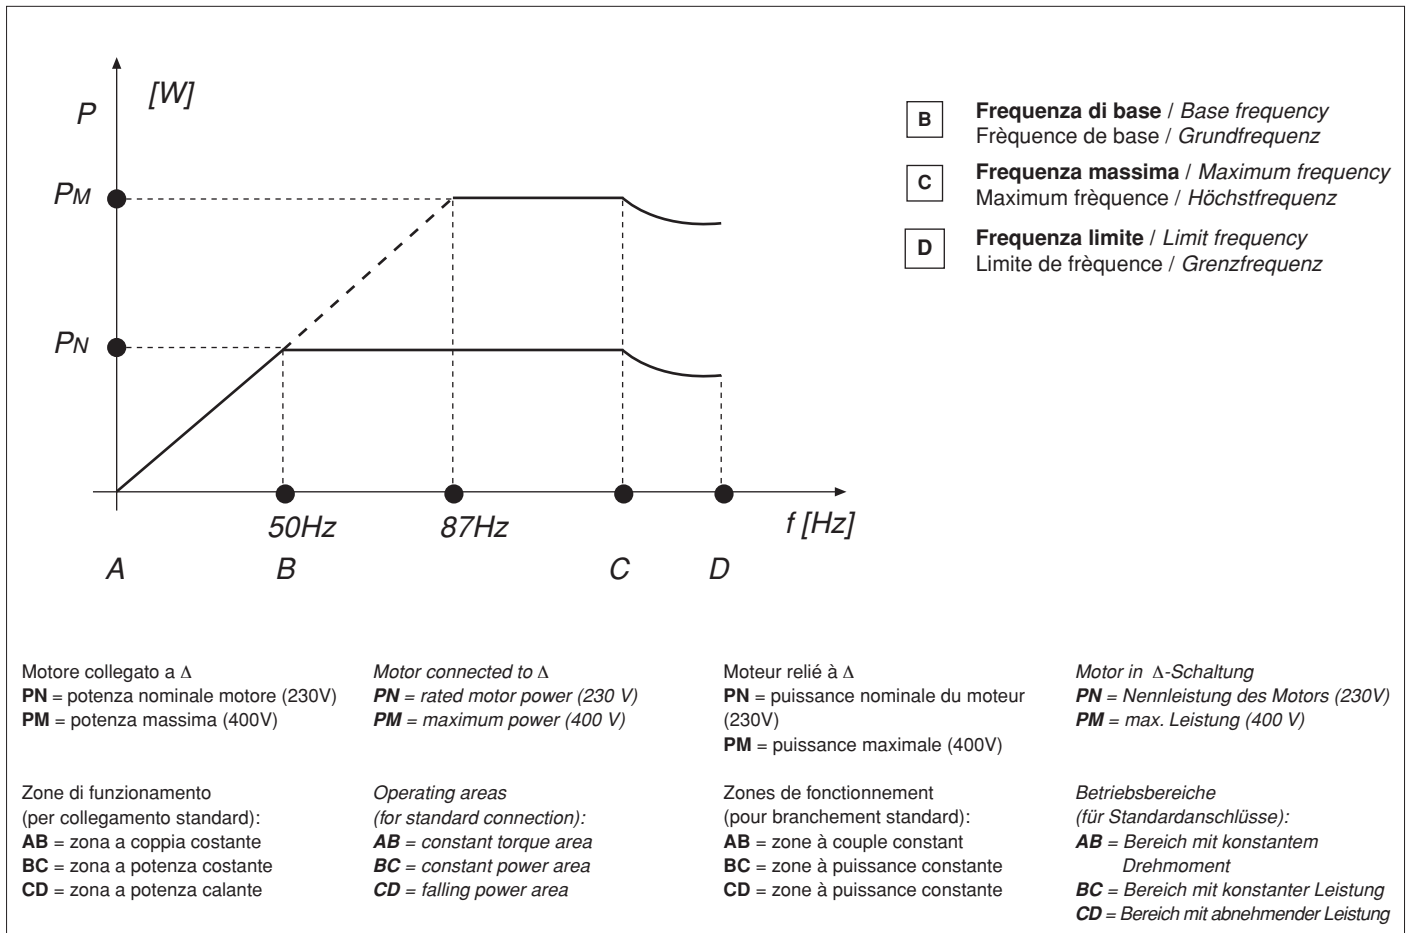 [W]
P
PM
PN
50Hz
87Hz
f [Hz]
A
B
C
D
B
Frequenza di base / Base frequency
Frèquence de base / Grundfrequenz
C
Frequenza massima / Maximum frequency
Maximum frèquence / Höchstfrequenz
D
Frequenza limite / Limit frequency
Limite de frèquence / Grenzfrequenz
Motore collegato a Δ
PN = potenza nominale motore (230V)
PM = potenza massima (400V)
Zone di funzionamento
(per collegamento standard):
AB = zona a coppia costante
BC = zona a potenza costante
CD = zona a potenza calante
Motor connected to Δ
PN = rated motor power (230 V)
PM = maximum power (400 V)
Operating areas
(for standard connection):
AB = constant torque area
BC = constant power area
CD = falling power area
Moteur relié à Δ
PN = puissance nominale du moteur
(230V)
PM = puissance maximale (400V)
Zones de fonctionnement
(pour branchement standard):
AB = zone à couple constant
BC = zone à puissance constante
CD = zone à puissance constante
Motor in Δ-Schaltung
PN = Nennleistung des Motors (230V)
PM = max. Leistung (400 V)
Betriebsbereiche
(für Standardanschlüsse):
AB = Bereich mit konstantem
Drehmoment
BC = Bereich mit konstanter Leistung
CD = Bereich mit abnehmender Leistung